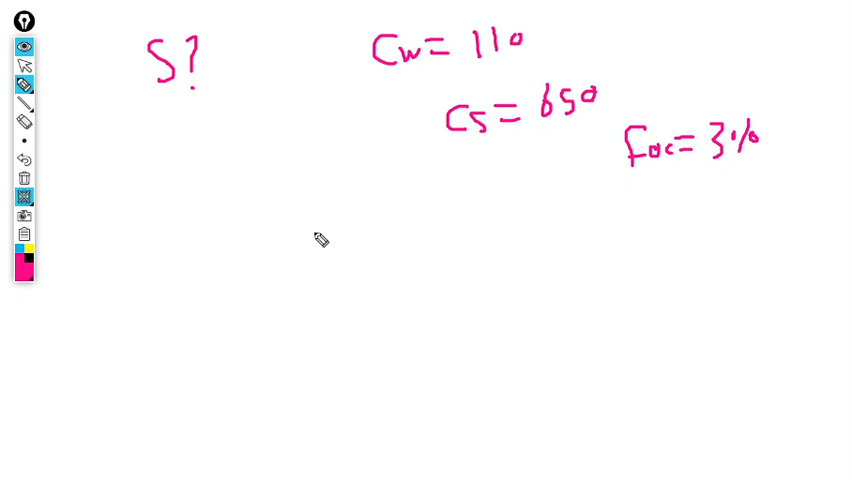 S?
Cw = 110
Cs = 650
foc = 3%